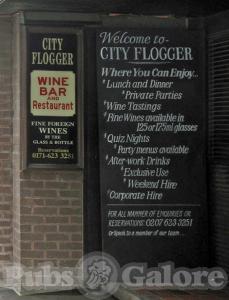 CITY
FLOGGER
WINE
BAR
AND
Restaurant
FINE FOREIGN
WINES
BY THE
GLASS & BOTTLE
Reservations
0171-623 3251
Welcome to-
CITY FLOGGER
Where You Can Enjoy...
Lunch and Dinner
Private Parties
Wine Tastings
Fine Wines available in
125 or 175ml glasses
Quiz Nights
Party menus available
After-work Drinks
Exclusive Use
Weekend Hire
Corporate Hire
FOR ALL MANNER OF ENQUIRIES OR
RESERVATIONS: 0207 623 3251
Or Speak to a member of our team...
Pubs Galore